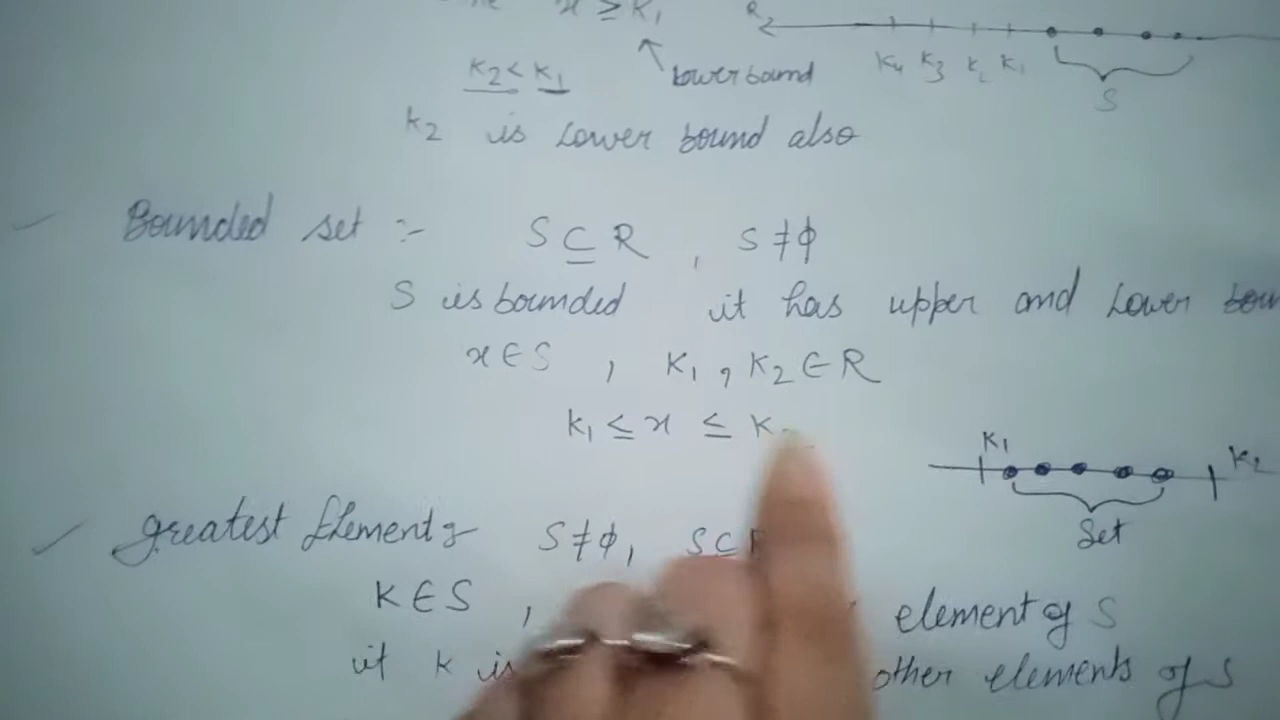 x ≥ K₁
K₂ < K₁ lower bound
K₄ K₃ K₂ K₁
S
K₂ is Lower bound also
Bounded set :- S ⊆ R , S ≠ ϕ
S is bounded it has upper and Lower
x ∈ S , K₁ , K₂ ∈ R
K₁ ≤ x ≤ K
K₁ K₂
Set
greatest Element :- S ≠ ϕ, S ⊆
K ∈ S , element of S
if K is other elements of S